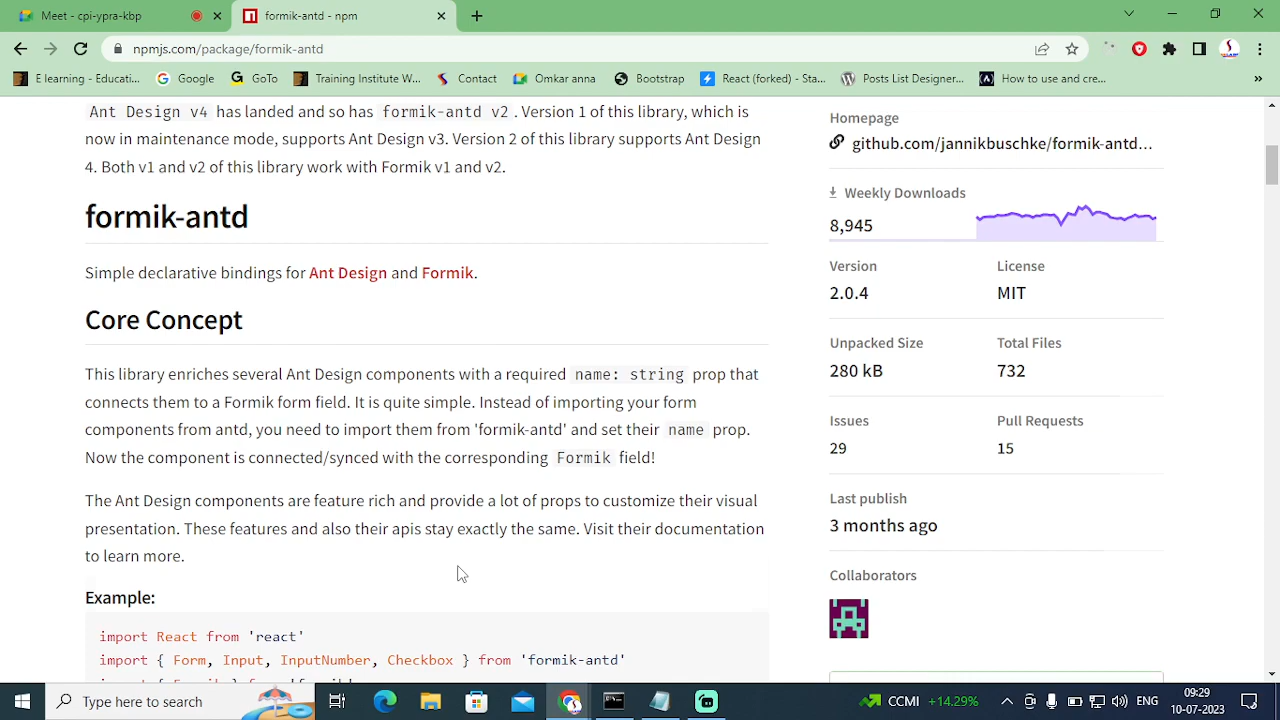 Meet - cpi-ypra-kbp
formik-antd - npm
npmjs.com/package/formik-antd
E learning - Educati...
Google
GoTo
Training Institute W...
Contact
Omkar anna
Bootstrap
React (forked) - Sta...
Posts List Designer...
How to use and cre...
»
Ant Design v4 has landed and so has formik-antd v2 . Version 1 of this library, which is
now in maintenance mode, supports Ant Design v3. Version 2 of this library supports Ant Design
4. Both v1 and v2 of this library work with Formik v1 and v2.
formik-antd
Simple declarative bindings for Ant Design and Formik.
Core Concept
This library enriches several Ant Design components with a required name: string prop that
connects them to a Formik form field. It is quite simple. Instead of importing your form
components from antd, you need to import them from 'formik-antd' and set their name prop.
Now the component is connected/synced with the corresponding Formik field!
The Ant Design components are feature rich and provide a lot of props to customize their visual
presentation. These features and also their apis stay exactly the same. Visit their documentation
to learn more.
Example:
import React from 'react'
import { Form, Input, InputNumber, Checkbox } from 'formik-antd'
Homepage
github.com/jannikbuschke/formik-antd...
Weekly Downloads
8,945
Version
License
2.0.4
MIT
Unpacked Size
Total Files
280 kB
732
Issues
Pull Requests
29
15
Last publish
3 months ago
Collaborators
Type here to search
CCMI +14.29%
ENG
09:29
10-07-2023